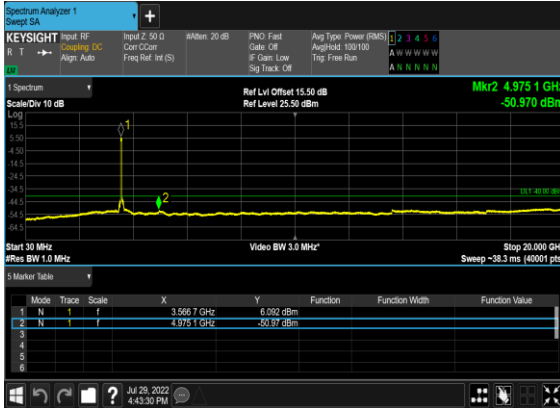 Spectrum Analyzer 1
Swept SA
+
KEYSIGHT Input: RF Input Z: 50 Ω #Atten: 20 dB PNO: Fast Avg Type: Power (RMS) 1 2 3 4 5 6
R T Coupling: DC Corr CCorr Gate: Off Avg|Hold: 100/100 A W W W W W
Align: Auto Freq Ref: Int (S) IF Gain: Low Trig: Free Run
Sig Track: Off A N N N N N
1 Spectrum
Scale/Div 10 dB
Ref Lvl Offset 15.50 dB
Ref Level 25.50 dBm
Mkr2 4.975 1 GHz
-50.970 dBm
Log
15.5
5.50
-4.50
-14.5
-24.5
-34.5
-44.5
-54.5
-64.5
1
2
DL1 -40.00 dBm
Start 30 MHz Video BW 3.0 MHz* Stop 20.000 GHz
#Res BW 1.0 MHz Sweep ~38.3 ms (40001 pts)
5 Marker Table
Mode Trace Scale X Y Function Function Width Function Value
1 N 1 f 3.566 7 GHz 6.092 dBm
2 N 1 f 4.975 1 GHz -50.97 dBm
3
4
5
6
? Jul 29, 2022
4:43:30 PM